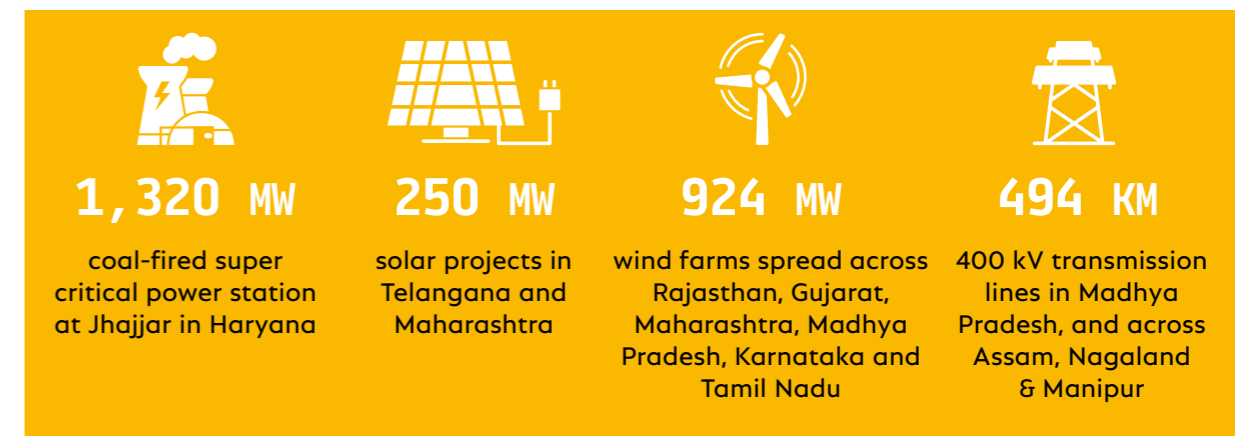 1,320 MW
coal-fired super
critical power station
at Jhajjar in Haryana
250 MW
solar projects in
Telangana and
Maharashtra
924 MW
wind farms spread across
Rajasthan, Gujarat,
Maharashtra, Madhya
Pradesh, Karnataka and
Tamil Nadu
494 KM
400 kV transmission
lines in Madhya
Pradesh, and across
Assam, Nagaland
& Manipur